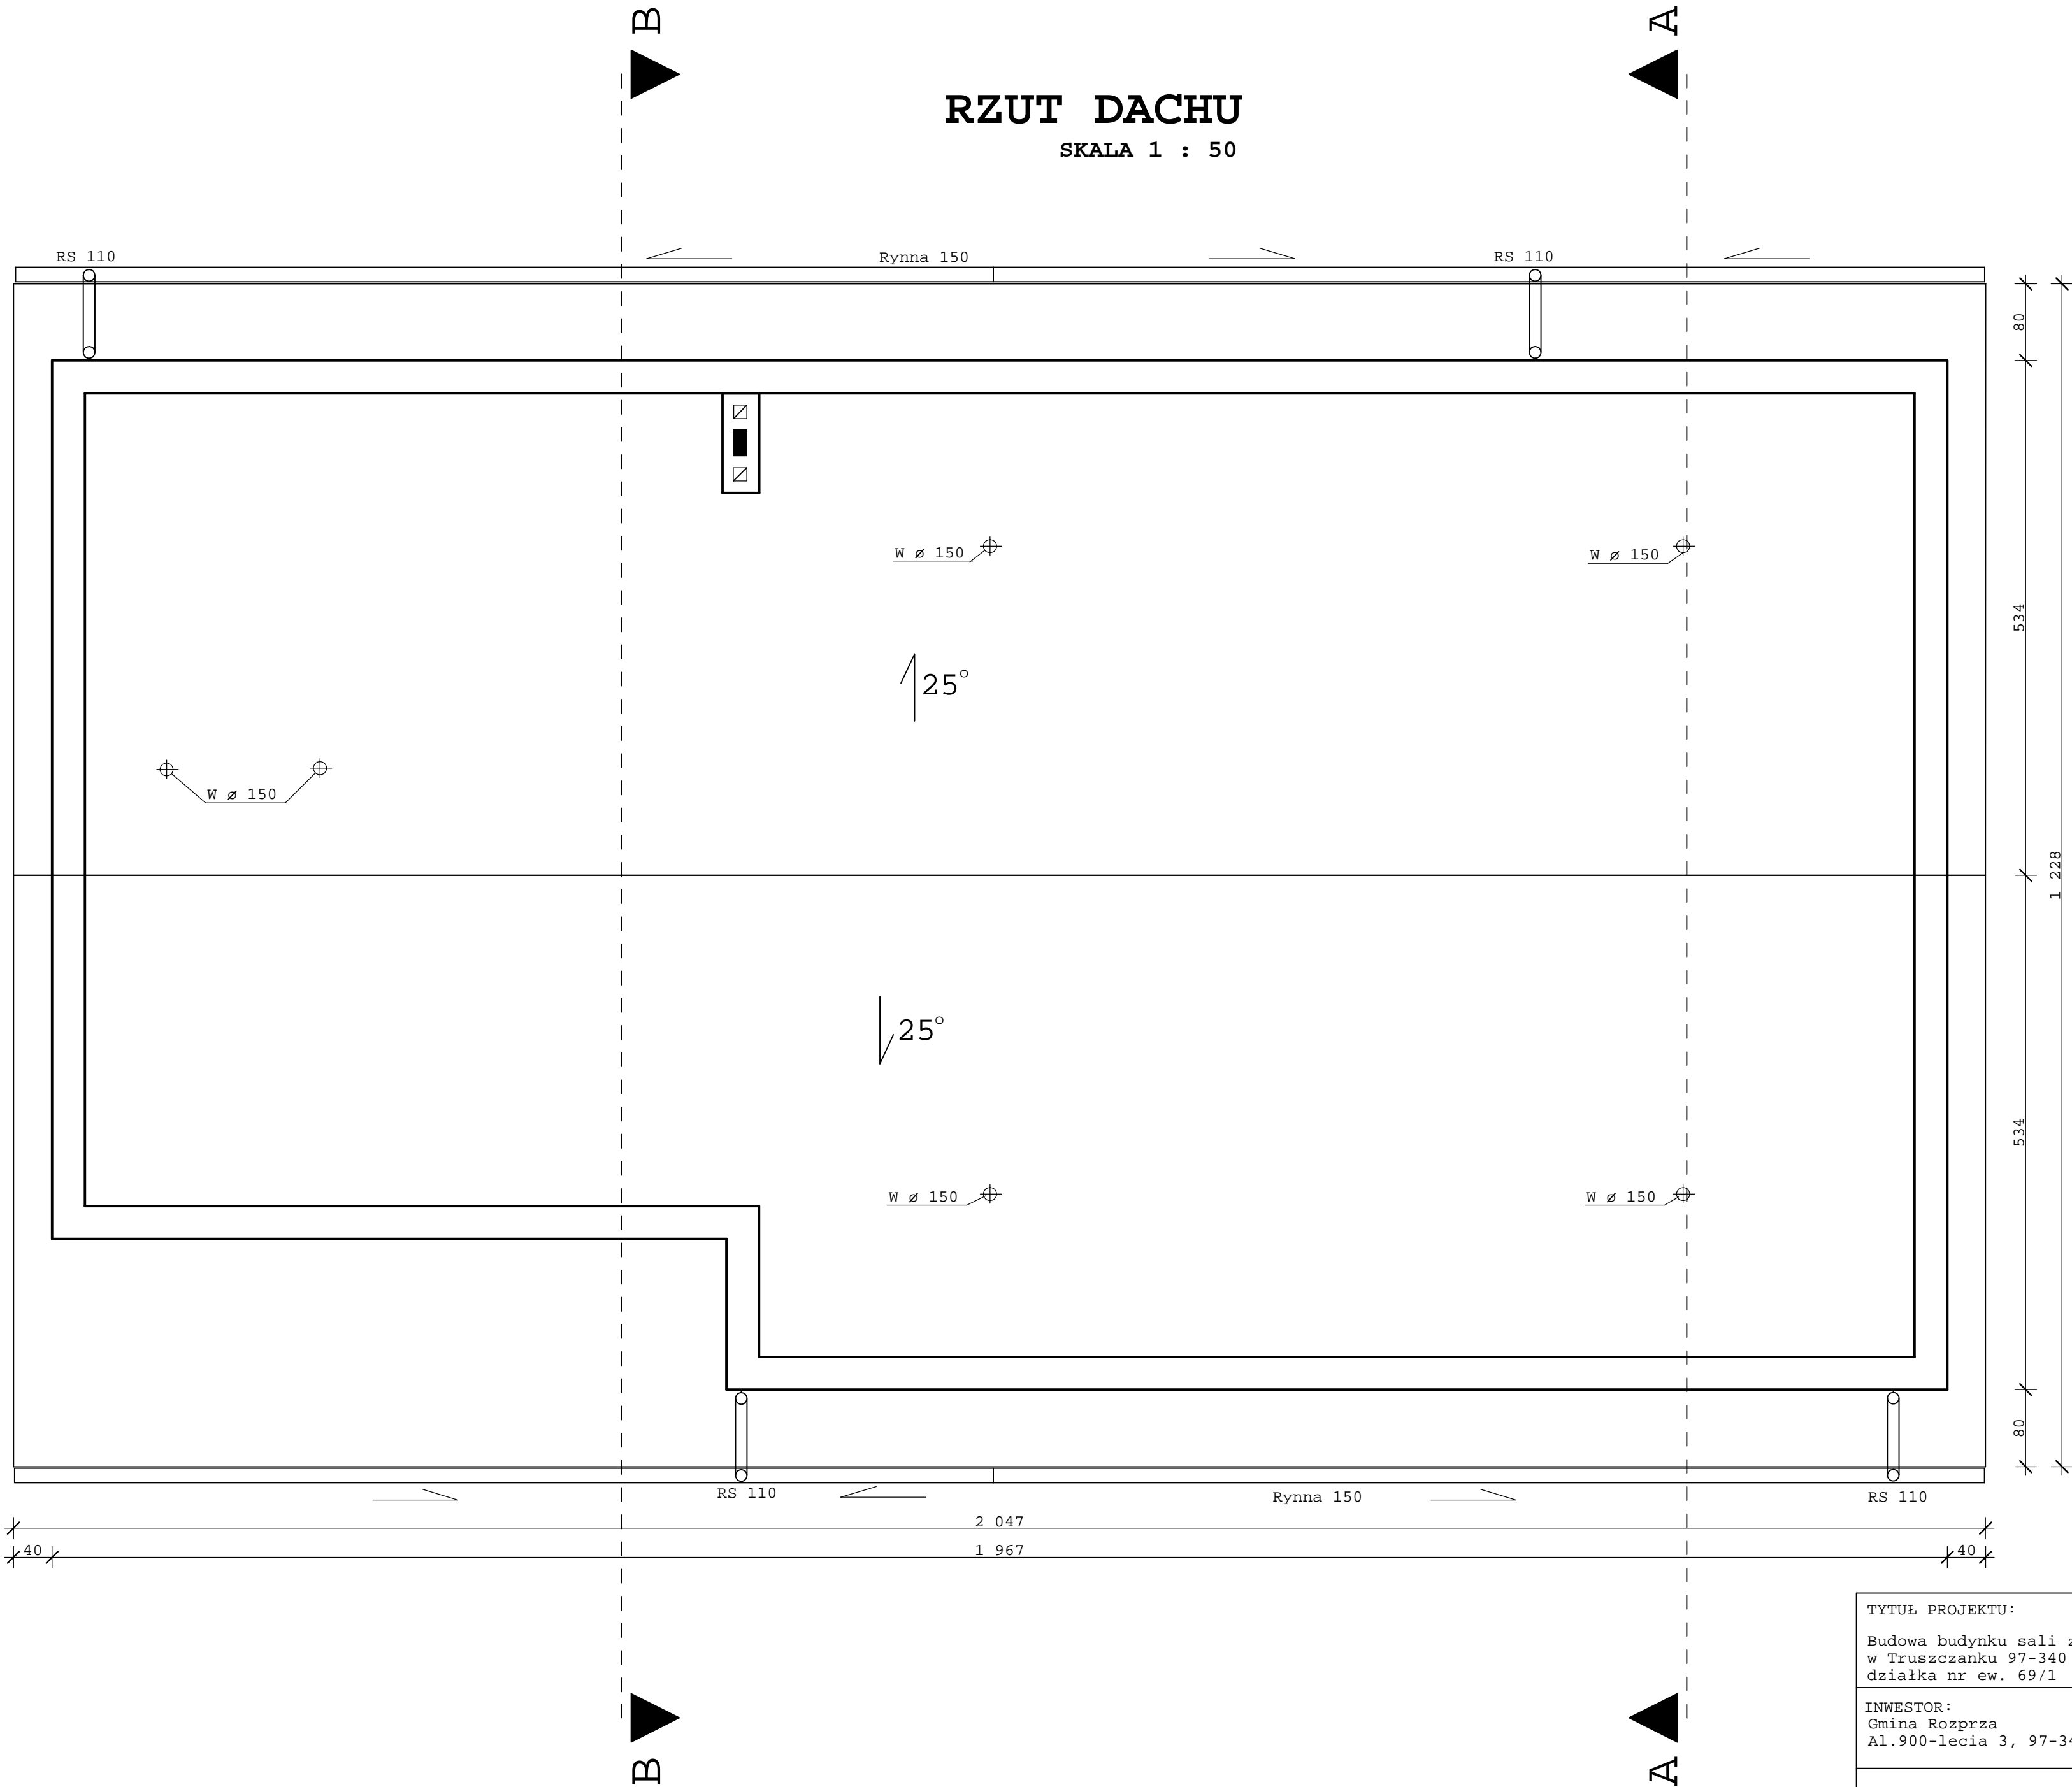 B
A
RZUT DACHU
SKALA 1 : 50
RS 110
Rynna 150
RS 110
80
W ø 150
W ø 150
534
25°
W ø 150
1 228
25°
534
W ø 150
W ø 150
80
RS 110
Rynna 150
RS 110
2 047
40
1 967
40
TYTUŁ PROJEKTU:
Budowa budynku sali
w Truszczanku 97-340
działka nr ew. 69/1
INWESTOR:
Gmina Rozprza
Al.900-lecia 3, 97-34
B
A